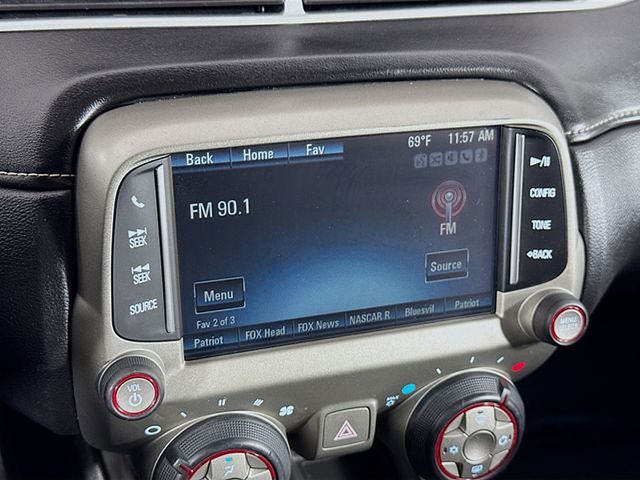 69°F 11:57 AM
Back Home Fav
FM 90.1
FM
Menu
Source
Fav 2 of 3
Patriot FOX Head FOX News NASCAR R Bluesvil Patriot
SEEK
SEEK
SOURCE
CONFIG
TONE
BACK
VOL
MAX